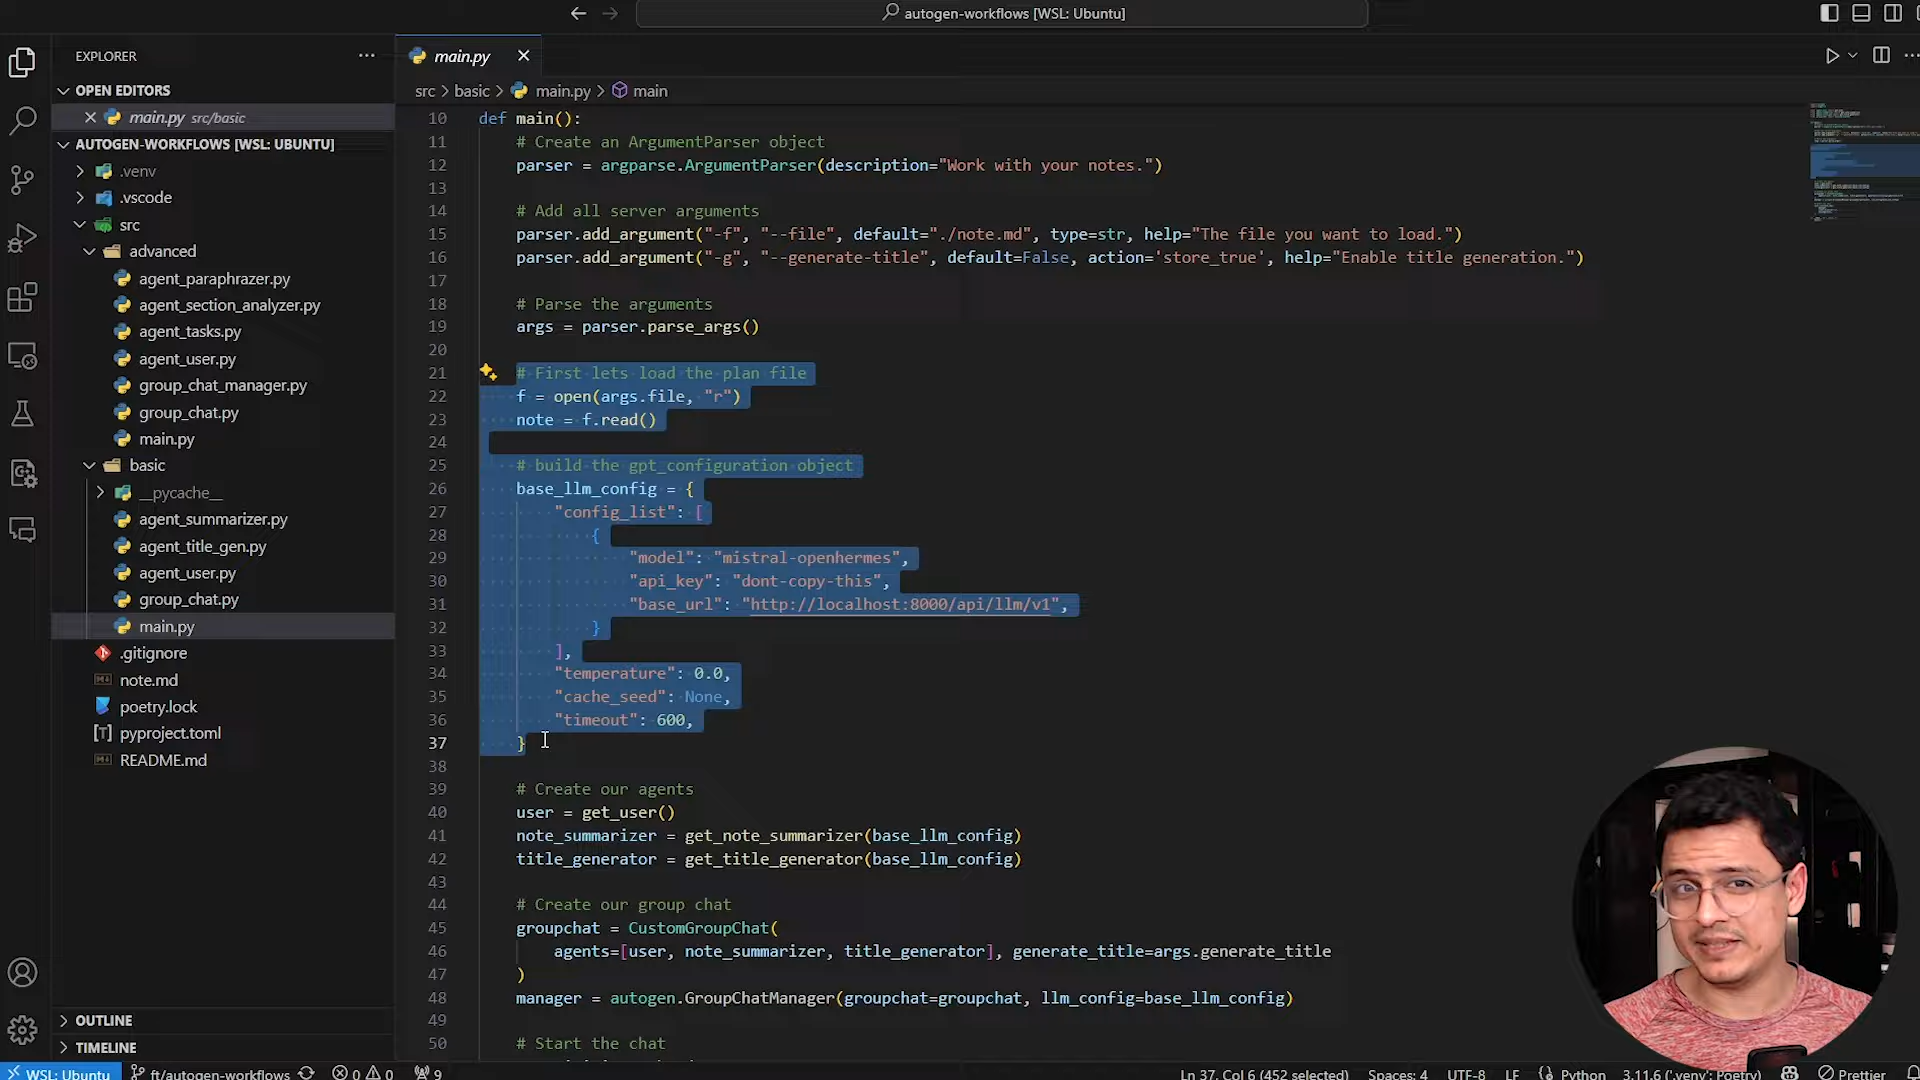 autogen-workflows [WSL: Ubuntu]
EXPLORER
OPEN EDITORS
main.py src/basic
AUTOGEN-WORKFLOWS [WSL: UBUNTU]
.venv
.vscode
src
advanced
agent_paraphrazer.py
agent_section_analyzer.py
agent_tasks.py
agent_user.py
group_chat_manager.py
group_chat.py
main.py
basic
__pycache__
agent_summarizer.py
agent_title_gen.py
agent_user.py
group_chat.py
main.py
.gitignore
note.md
poetry.lock
pyproject.toml
README.md
OUTLINE
TIMELINE
main.py
src > basic > main.py > main
10 def main():
11 # Create an ArgumentParser object
12 parser = argparse.ArgumentParser(description="Work with your notes.")
13
14 # Add all server arguments
15 parser.add_argument("-f", "--file", default="./note.md", type=str, help="The file you want to load.")
16 parser.add_argument("-g", "--generate-title", default=False, action='store_true', help="Enable title generation.")
17
18 # Parse the arguments
19 args = parser.parse_args()
20
21 # First lets load the plan file
22 f = open(args.file, "r")
23 note = f.read()
24
25 # build the gpt_configuration object
26 base_llm_config = {
27 "config_list": [
28 {
29 "model": "mistral-openhermes",
30 "api_key": "dont-copy-this",
31 "base_url": "http://localhost:8000/api/llm/v1",
32 }
33 ],
34 "temperature": 0.0,
35 "cache_seed": None,
36 "timeout": 600,
37 }
38
39 # Create our agents
40 user = get_user()
41 note_summarizer = get_note_summarizer(base_llm_config)
42 title_generator = get_title_generator(base_llm_config)
43
44 # Create our group chat
45 groupchat = CustomGroupChat(
46 agents=[user, note_summarizer, title_generator], generate_title=args.generate_title
47 )
48 manager = autogen.GroupChatManager(groupchat=groupchat, llm_config=base_llm_config)
49
50 # Start the chat
WSL: Ubuntu ft/autogen-workflows 0 0 9 Ln 37, Col 6 (452 selected) Spaces: 4 UTF-8 LF Python 3.11.6 ('.venv': Poetry) Prettier